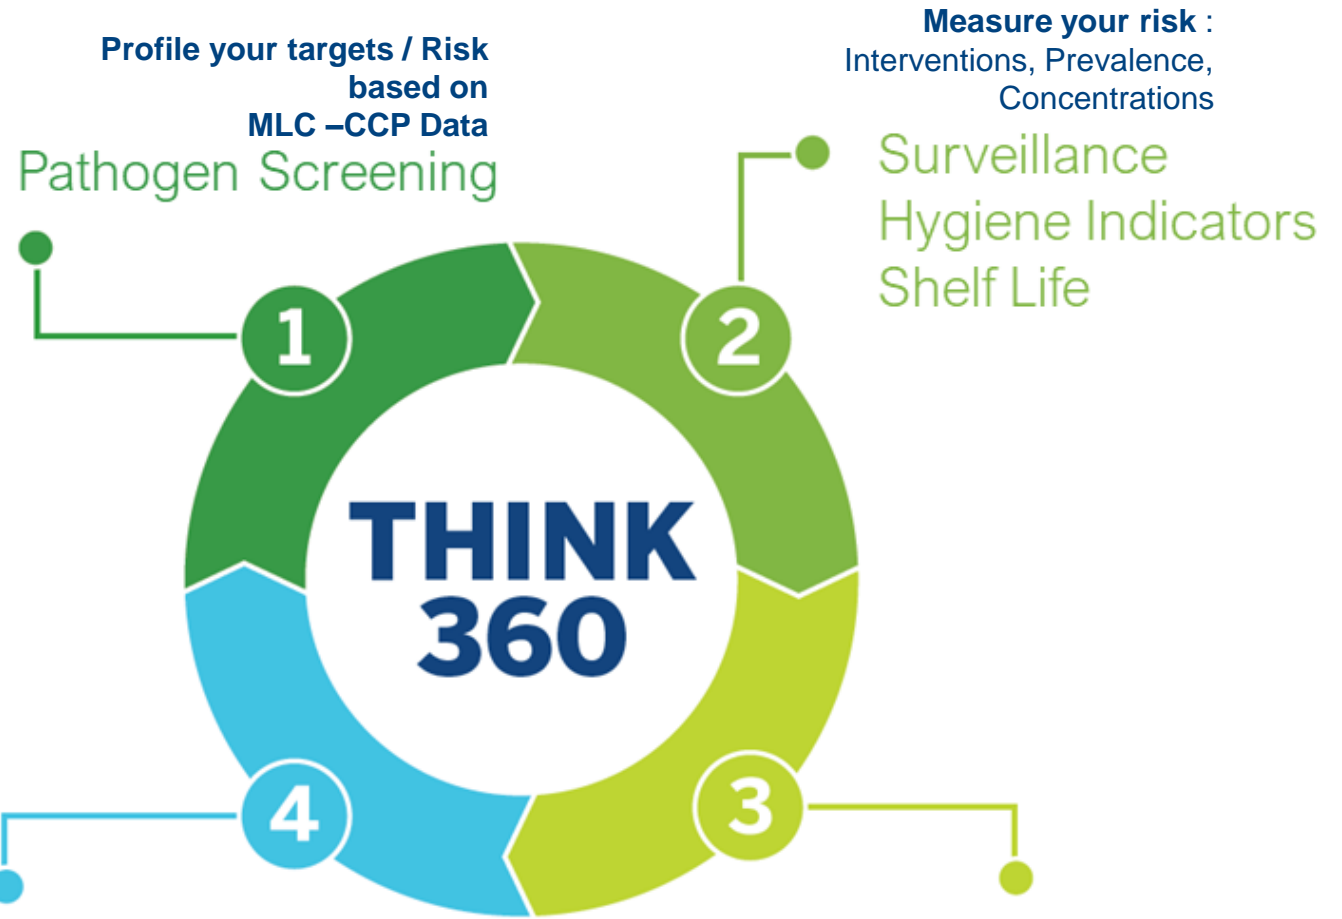 Profile your targets / Risk
based on
MLC –CCP Data
Pathogen Screening
Measure your risk :
Interventions, Prevalence,
Concentrations
Surveillance
Hygiene Indicators
Shelf Life
1
2
THINK
360
4
3